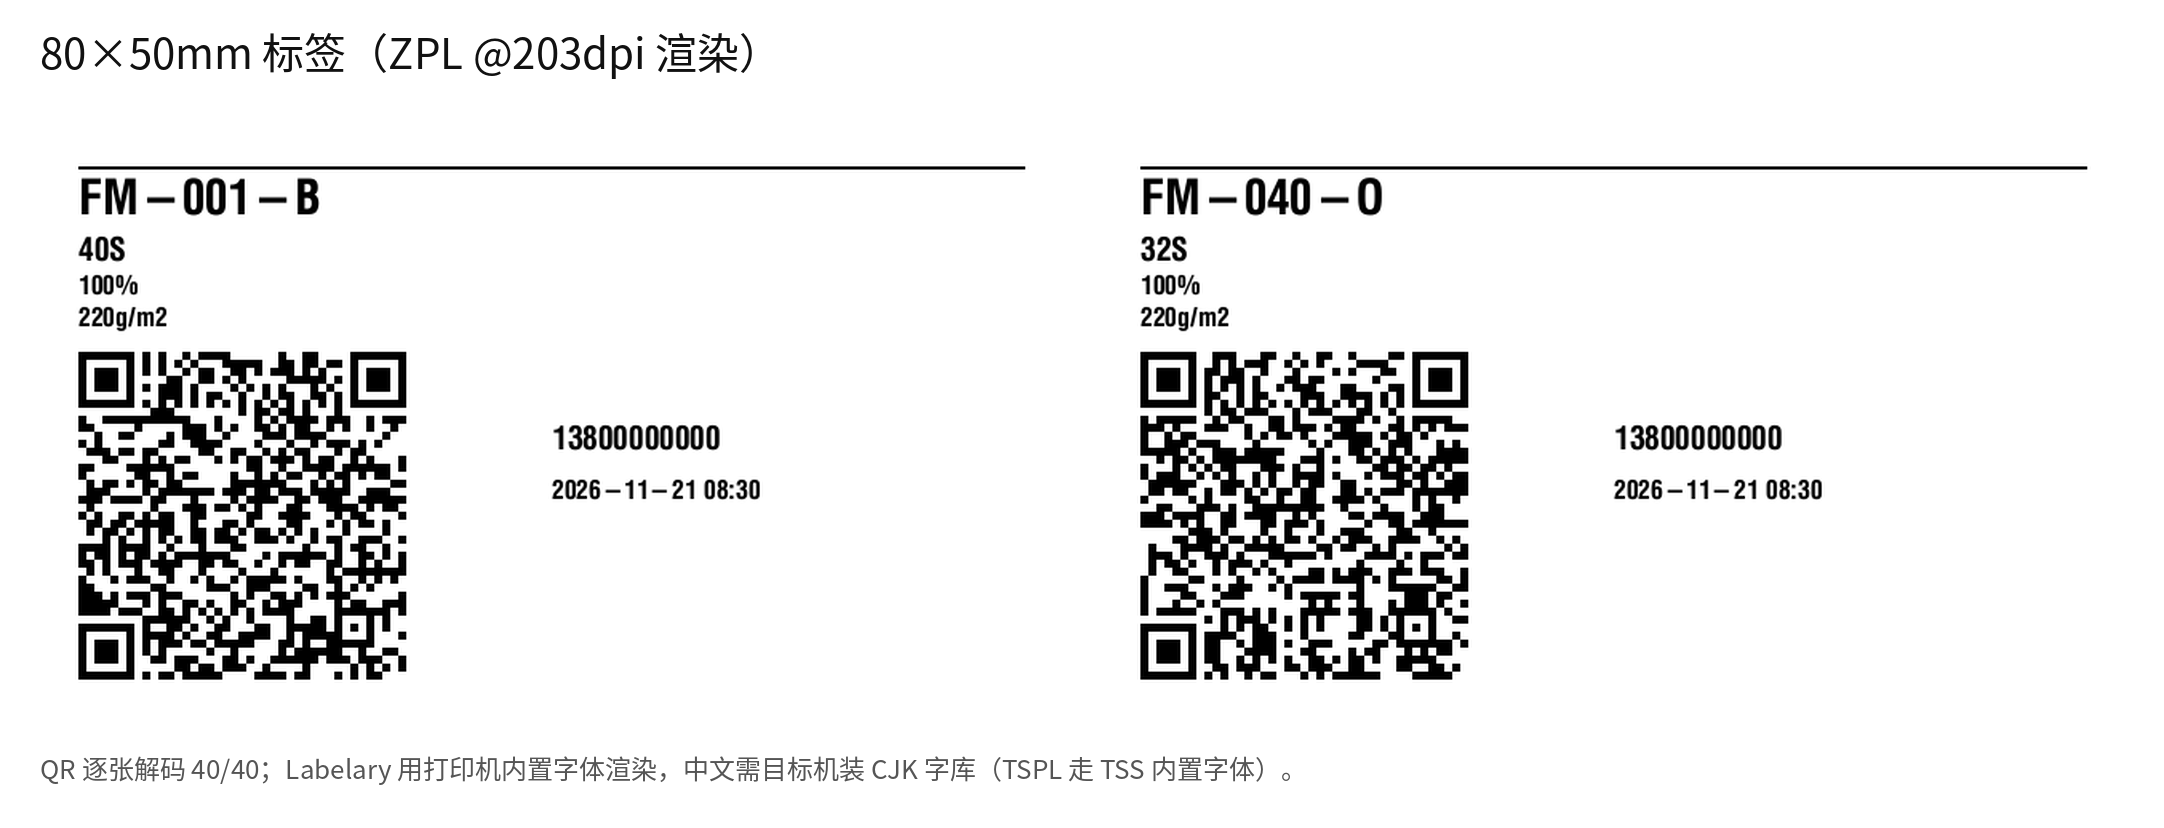 80×50mm 标签（ZPL @203dpi 渲染）
FM-001-B
40S
100%
220g/m2
13800000000
2026-11-21 08:30
FM-040-O
32S
100%
220g/m2
13800000000
2026-11-21 08:30
QR 逐张解码 40/40；Labelary 用打印机内置字体渲染，中文需目标机装 CJK 字库（TSPL 走 TSS 内置字体）。